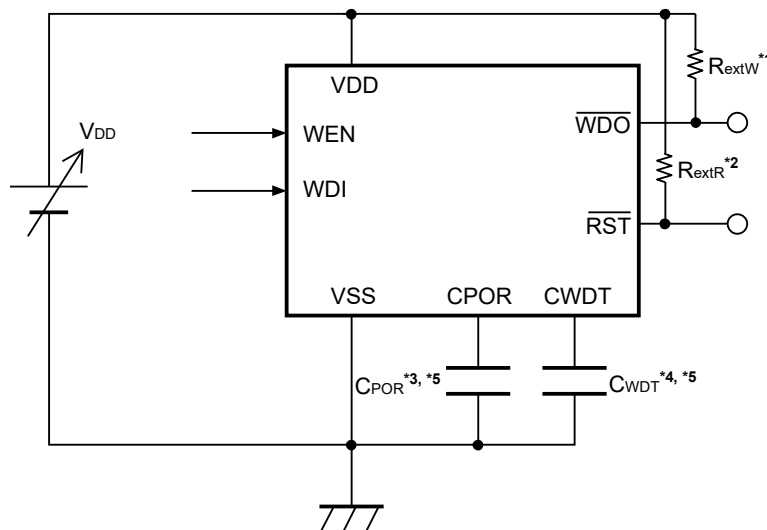 VDD
RextW*1
WDO
VDD
WEN
RextR*2
WDI
RST
VSS
CPOR
CWDT
CPOR*3, *5
CWDT*4, *5